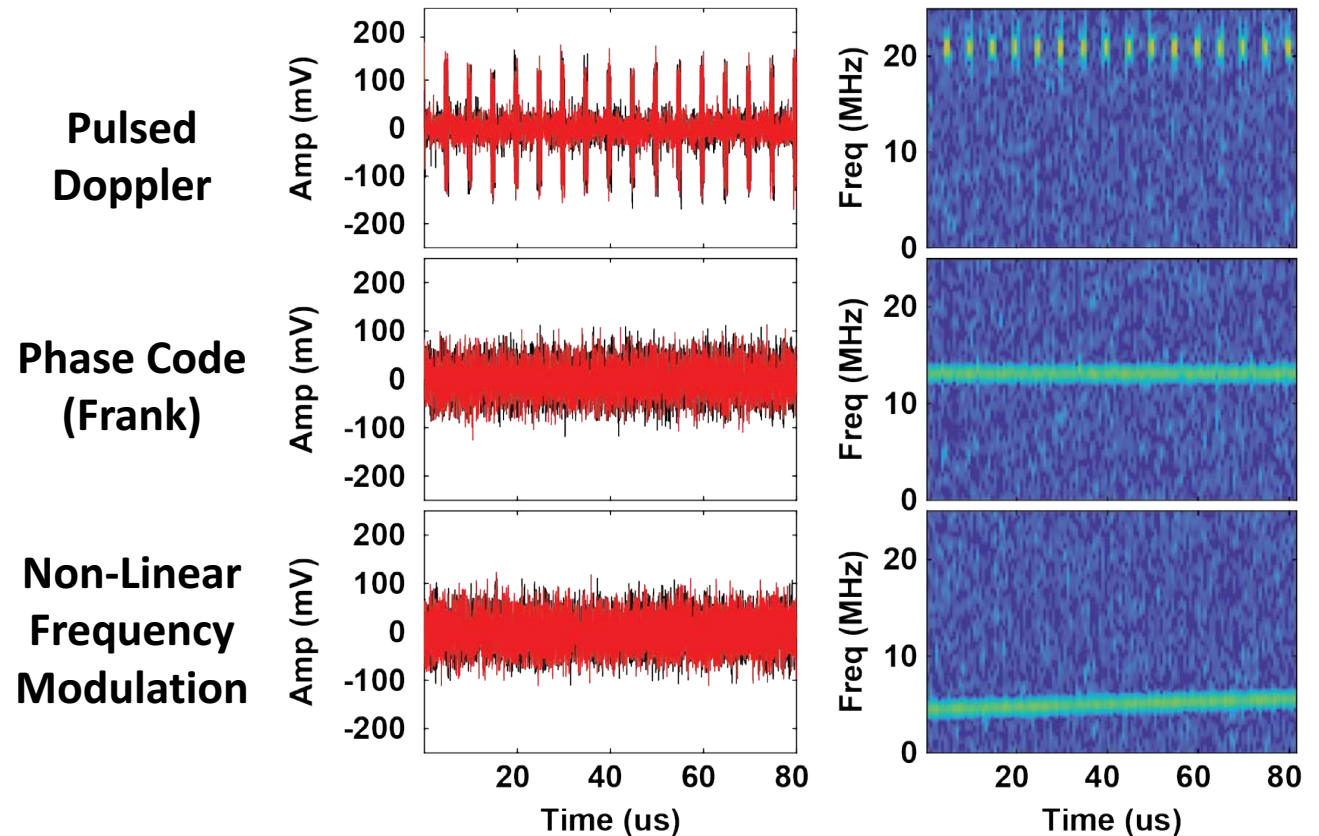 Pulsed
Doppler
Amp (mV)
200
100
0
-100
-200
Freq (MHz)
20
10
0
Phase Code
(Frank)
Amp (mV)
200
100
0
-100
-200
Freq (MHz)
20
10
0
Non-Linear
Frequency
Modulation
Amp (mV)
200
100
0
-100
-200
20 40 60 80
Time (us)
Freq (MHz)
20
10
0
20 40 60 80
Time (us)